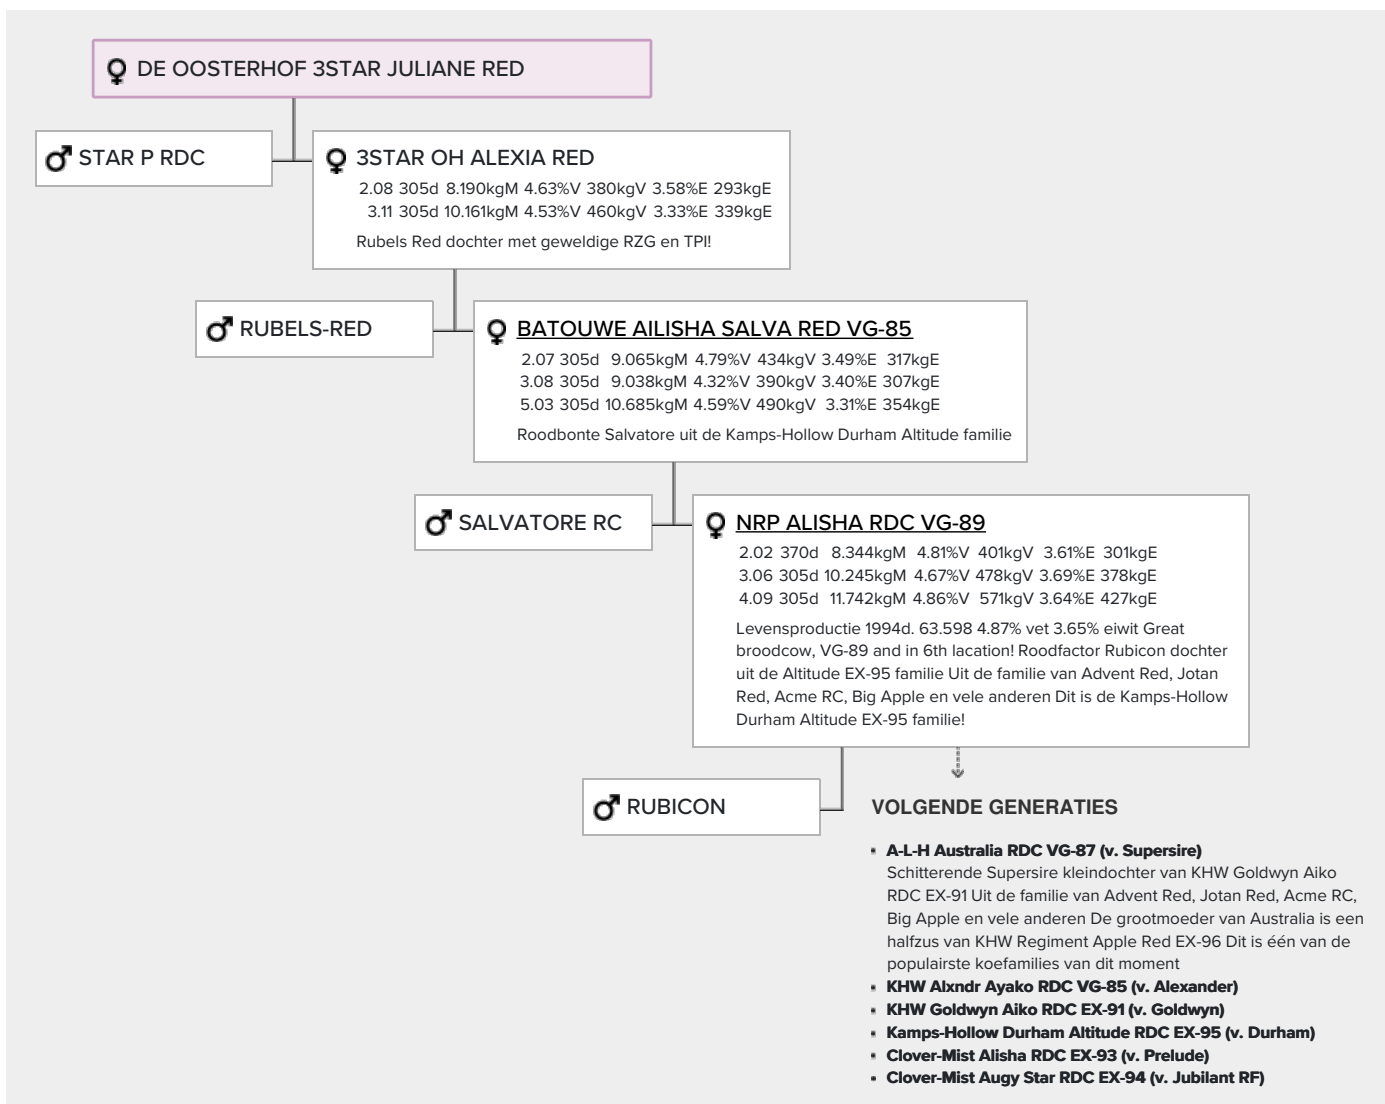 DE OOSTERHOF 3STAR JULIANE RED
STAR P RDC
3STAR OH ALEXIA RED
2.08 305d 8.190kgM 4.63%V 380kgV 3.58%E 293kgE
3.11 305d 10.161kgM 4.53%V 460kgV 3.33%E 339kgE
Rubels Red dochter met geweldige RZG en TPI!
RUBELS-RED
BATOUWE AILISHA SALVA RED VG-85
2.07 305d 9.065kgM 4.79%V 434kgV 3.49%E 317kgE
3.08 305d 9.038kgM 4.32%V 390kgV 3.40%E 307kgE
5.03 305d 10.685kgM 4.59%V 490kgV 3.31%E 354kgE
Roodbonte Salvatore uit de Kamps-Hollow Durham Altitude familie
SALVATORE RC
NRP ALISHA RDC VG-89
2.02 370d 8.344kgM 4.81%V 401kgV 3.61%E 301kgE
3.06 305d 10.245kgM 4.67%V 478kgV 3.69%E 378kgE
4.09 305d 11.742kgM 4.86%V 571kgV 3.64%E 427kgE
Levensproductie 1994d. 63.598 4.87% vet 3.65% eiwit Great
broodcow, VG-89 and in 6th lacation! Roodfactor Rubicon dochter
uit de Altitude EX-95 familie Uit de familie van Advent Red, Jotan
Red, Acme RC, Big Apple en vele anderen Dit is de Kamps-Hollow
Durham Altitude EX-95 familie!
RUBICON
VOLGENDE GENERATIES
A-L-H Australia RDC VG-87 (v. Supersire)
Schitterende Supersire kleindochter van KHW Goldwyn Aiko
RDC EX-91 Uit de familie van Advent Red, Jotan Red, Acme RC,
Big Apple en vele anderen De grootmoeder van Australia is een
halfzus van KHW Regiment Apple Red EX-96 Dit is één van de
populairste koefamilies van dit moment
KHW Alxndr Ayako RDC VG-85 (v. Alexander)
KHW Goldwyn Aiko RDC EX-91 (v. Goldwyn)
Kamps-Hollow Durham Altitude RDC EX-95 (v. Durham)
Clover-Mist Alisha RDC EX-93 (v. Prelude)
Clover-Mist Augy Star RDC EX-94 (v. Jubilant RF)